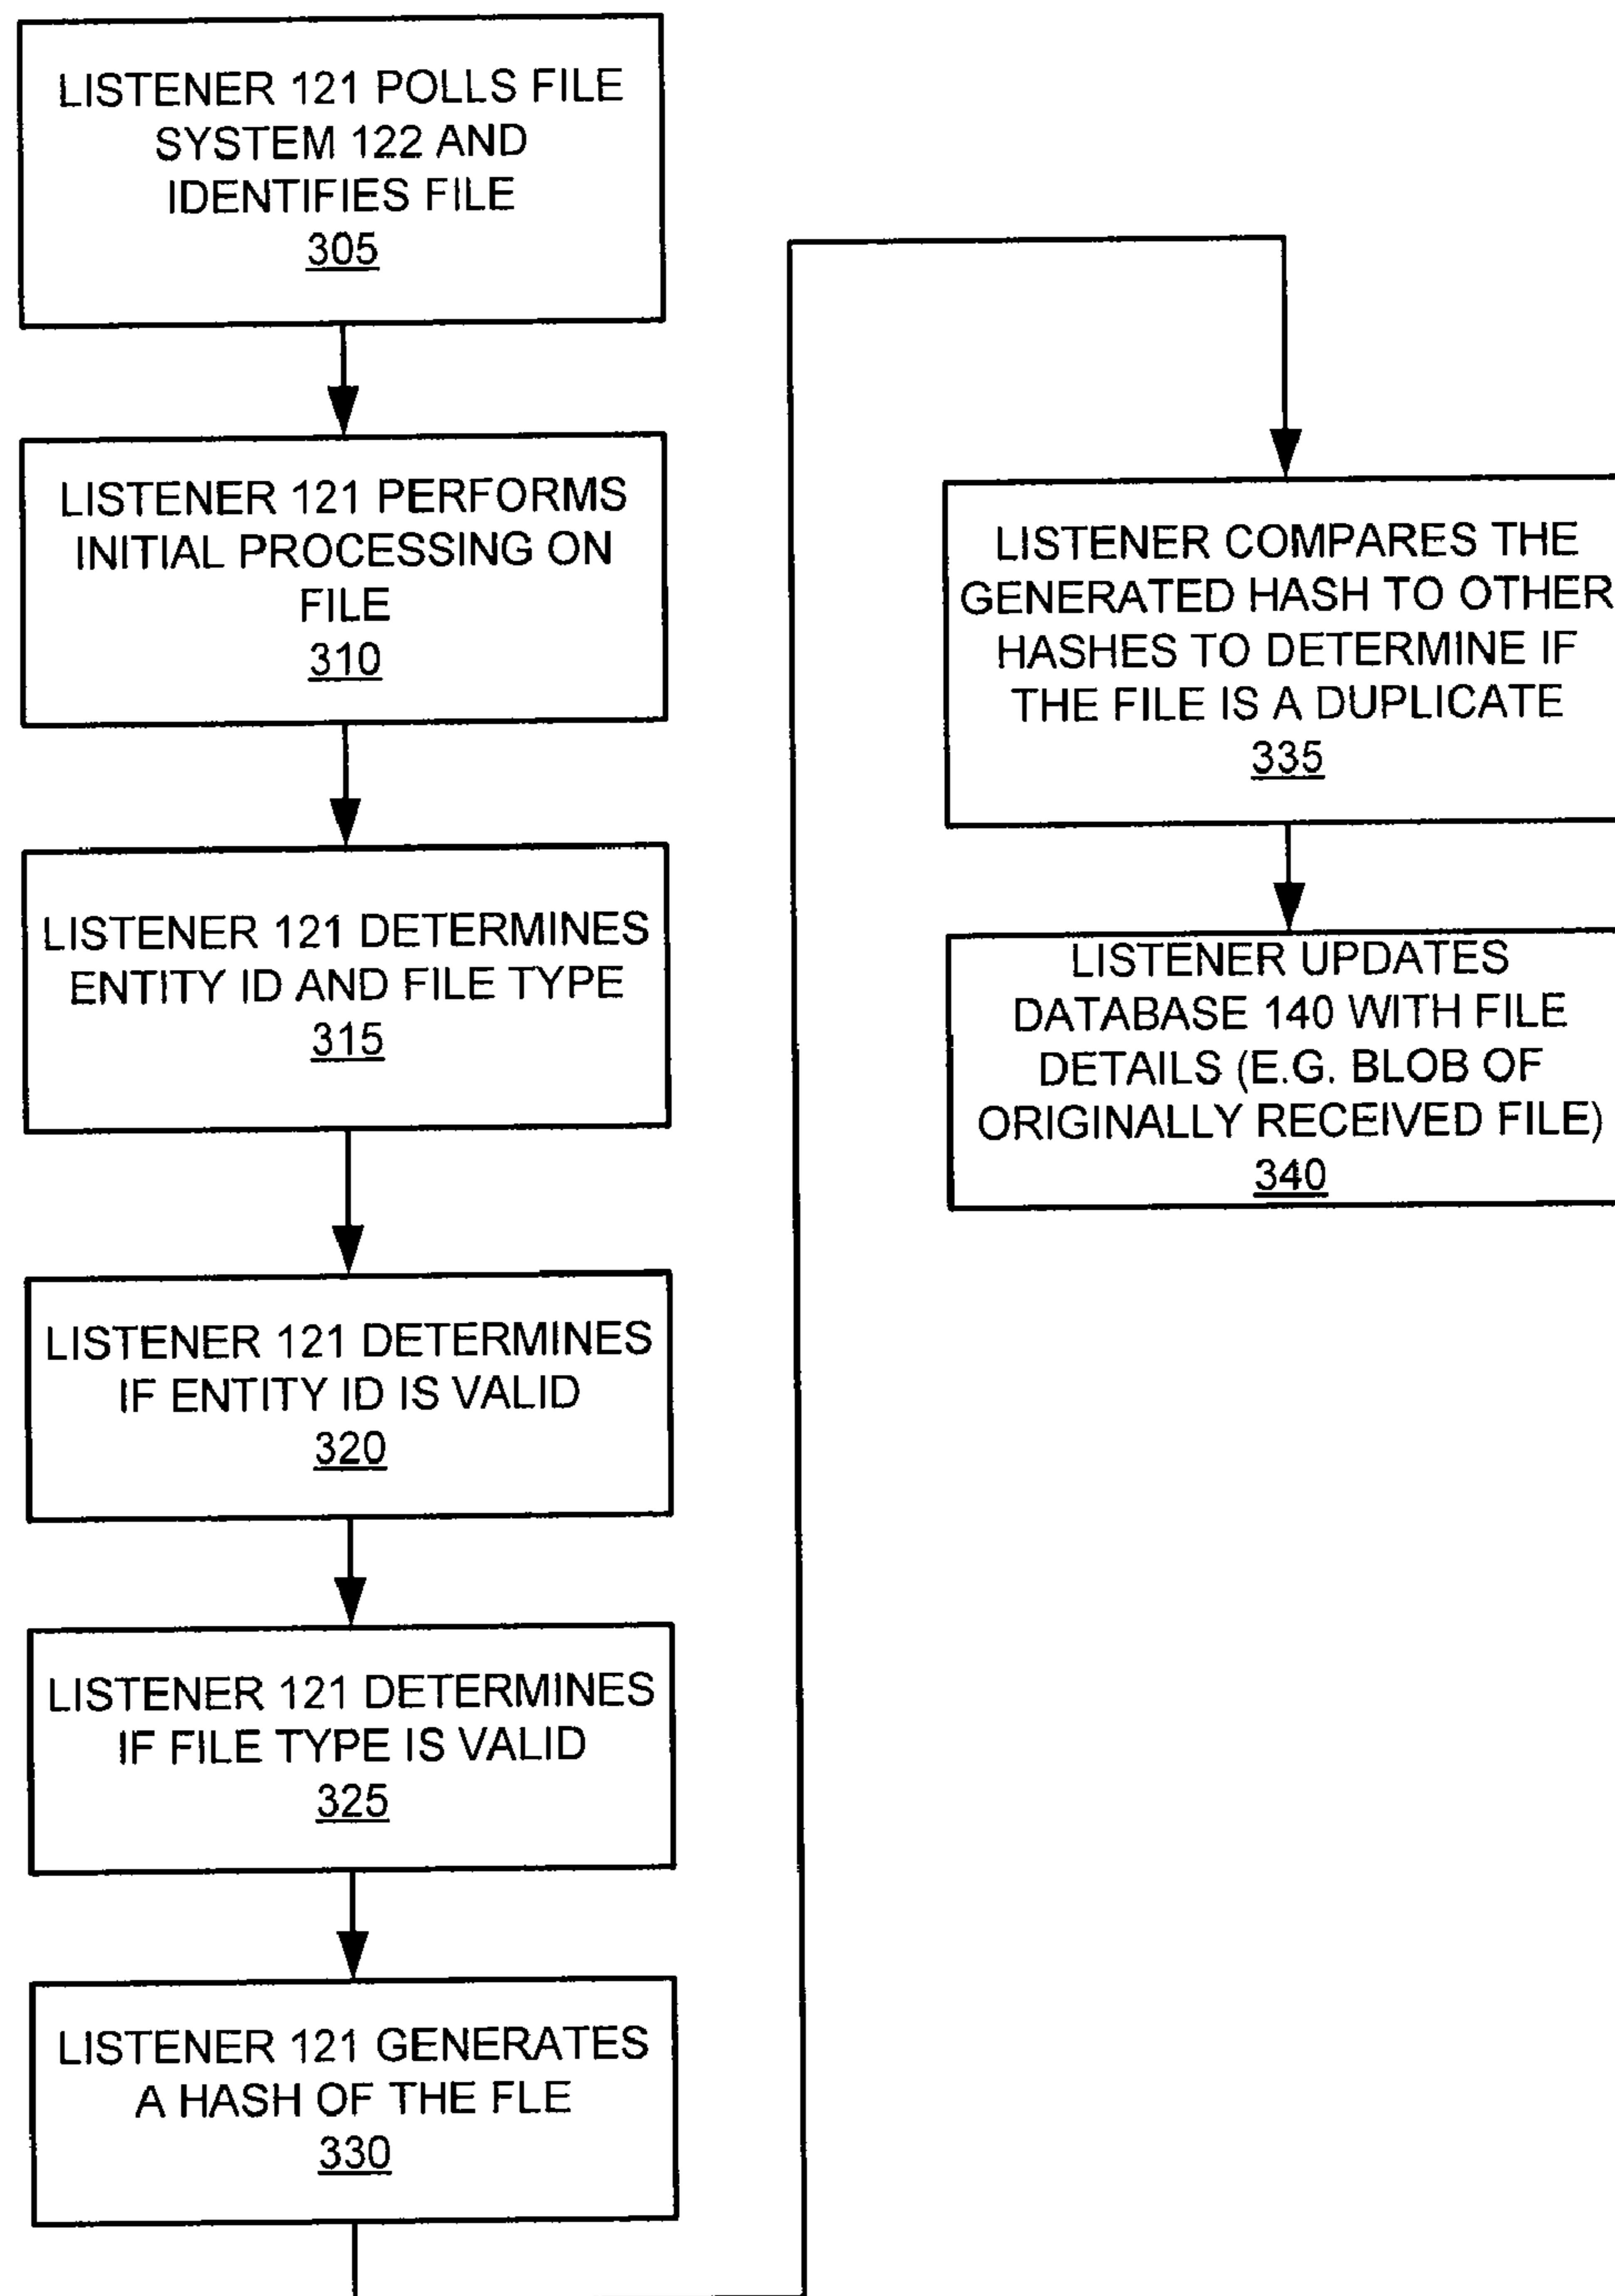 LISTENER 121 POLLS FILE
SYSTEM 122 AND
IDENTIFIES FILE
305
LISTENER 121 PERFORMS
INITIAL PROCESSING ON
FILE
310
LISTENER 121 DETERMINES
ENTITY ID AND FILE TYPE
315
LISTENER 121 DETERMINES
IF ENTITY ID IS VALID
320
LISTENER 121 DETERMINES
IF FILE TYPE IS VALID
325
LISTENER 121 GENERATES
A HASH OF THE FLE
330
LISTENER COMPARES THE
GENERATED HASH TO OTHER
HASHES TO DETERMINE IF
THE FILE IS A DUPLICATE
335
LISTENER UPDATES
DATABASE 140 WITH FILE
DETAILS (E.G. BLOB OF
ORIGINALLY RECEIVED FILE)
340